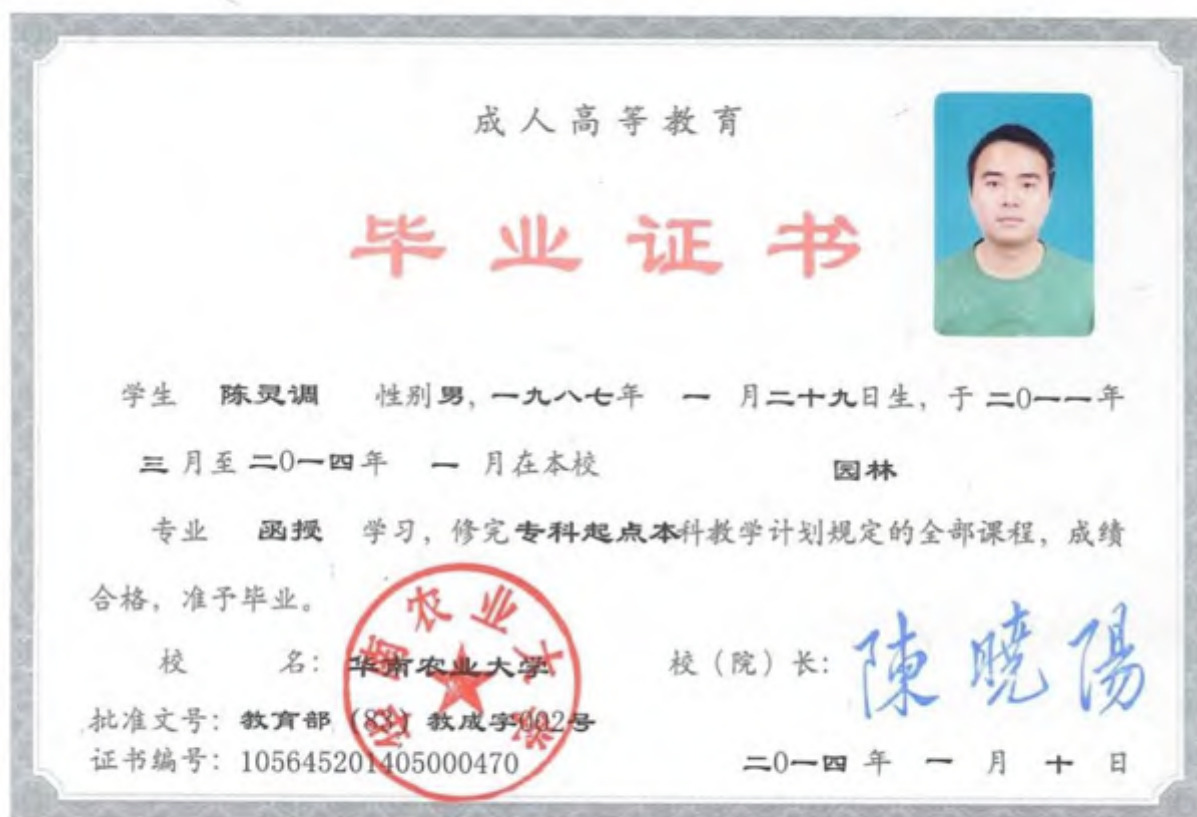 成人高等教育
毕业证书
学生 陈灵调 性别男，一九八七年 一 月二十九日生，于 二0一一年
三 月至 二0一四年 一 月在本校 园林
专业 函授 学习，修完专科起点本科教学计划规定的全部课程，成绩
合格，准予毕业。
校 名：华南农业大学
校（院）长：陳曉陽
批准文号：教育部（83）教成字002号
证书编号：105645201405000470
二0一四 年 一 月 十 日
华南农业大学